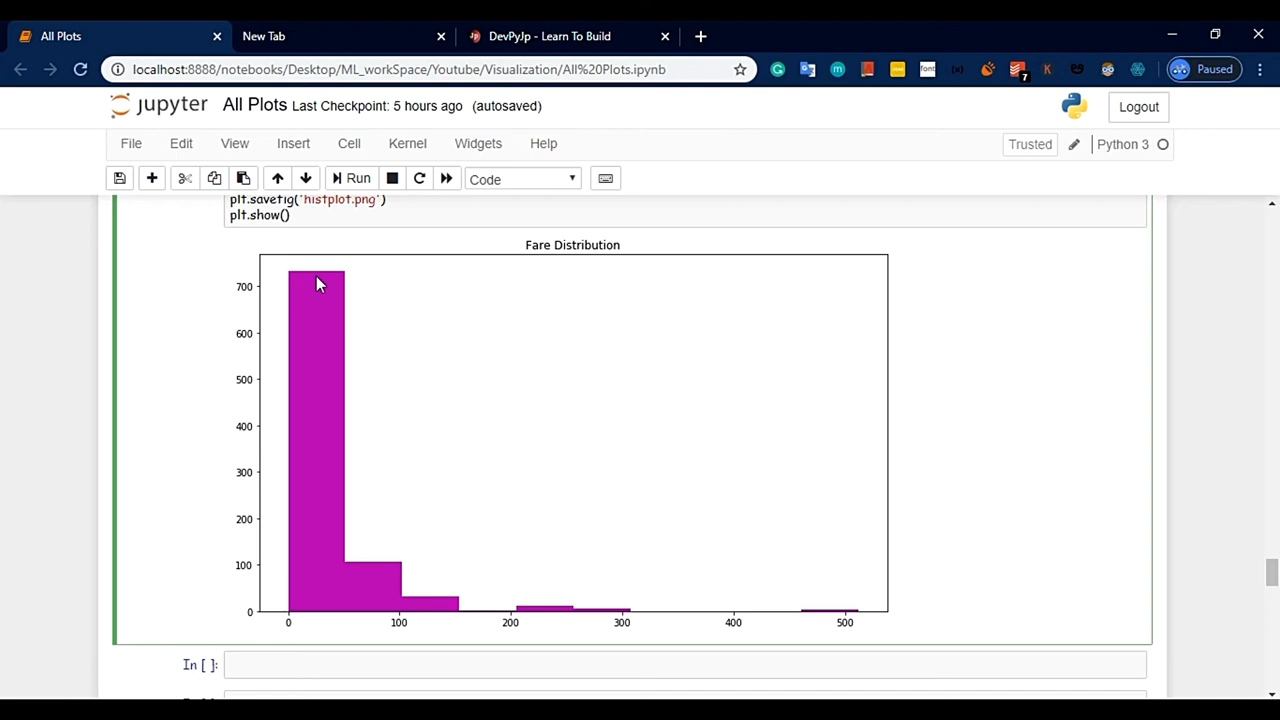 All Plots
New Tab
DevPyJp - Learn To Build
localhost:8888/notebooks/Desktop/ML_workSpace/Youtube/Visualization/All%20Plots.ipynb
7
Paused
jupyter All Plots Last Checkpoint: 5 hours ago (autosaved)
Logout
File Edit View Insert Cell Kernel Widgets Help
Trusted
Python 3
Run
Code
plt.savefig('histplot.png')
plt.show()
Fare Distribution
700
600
500
400
300
200
100
0
0 100 200 300 400 500
In [ ]: